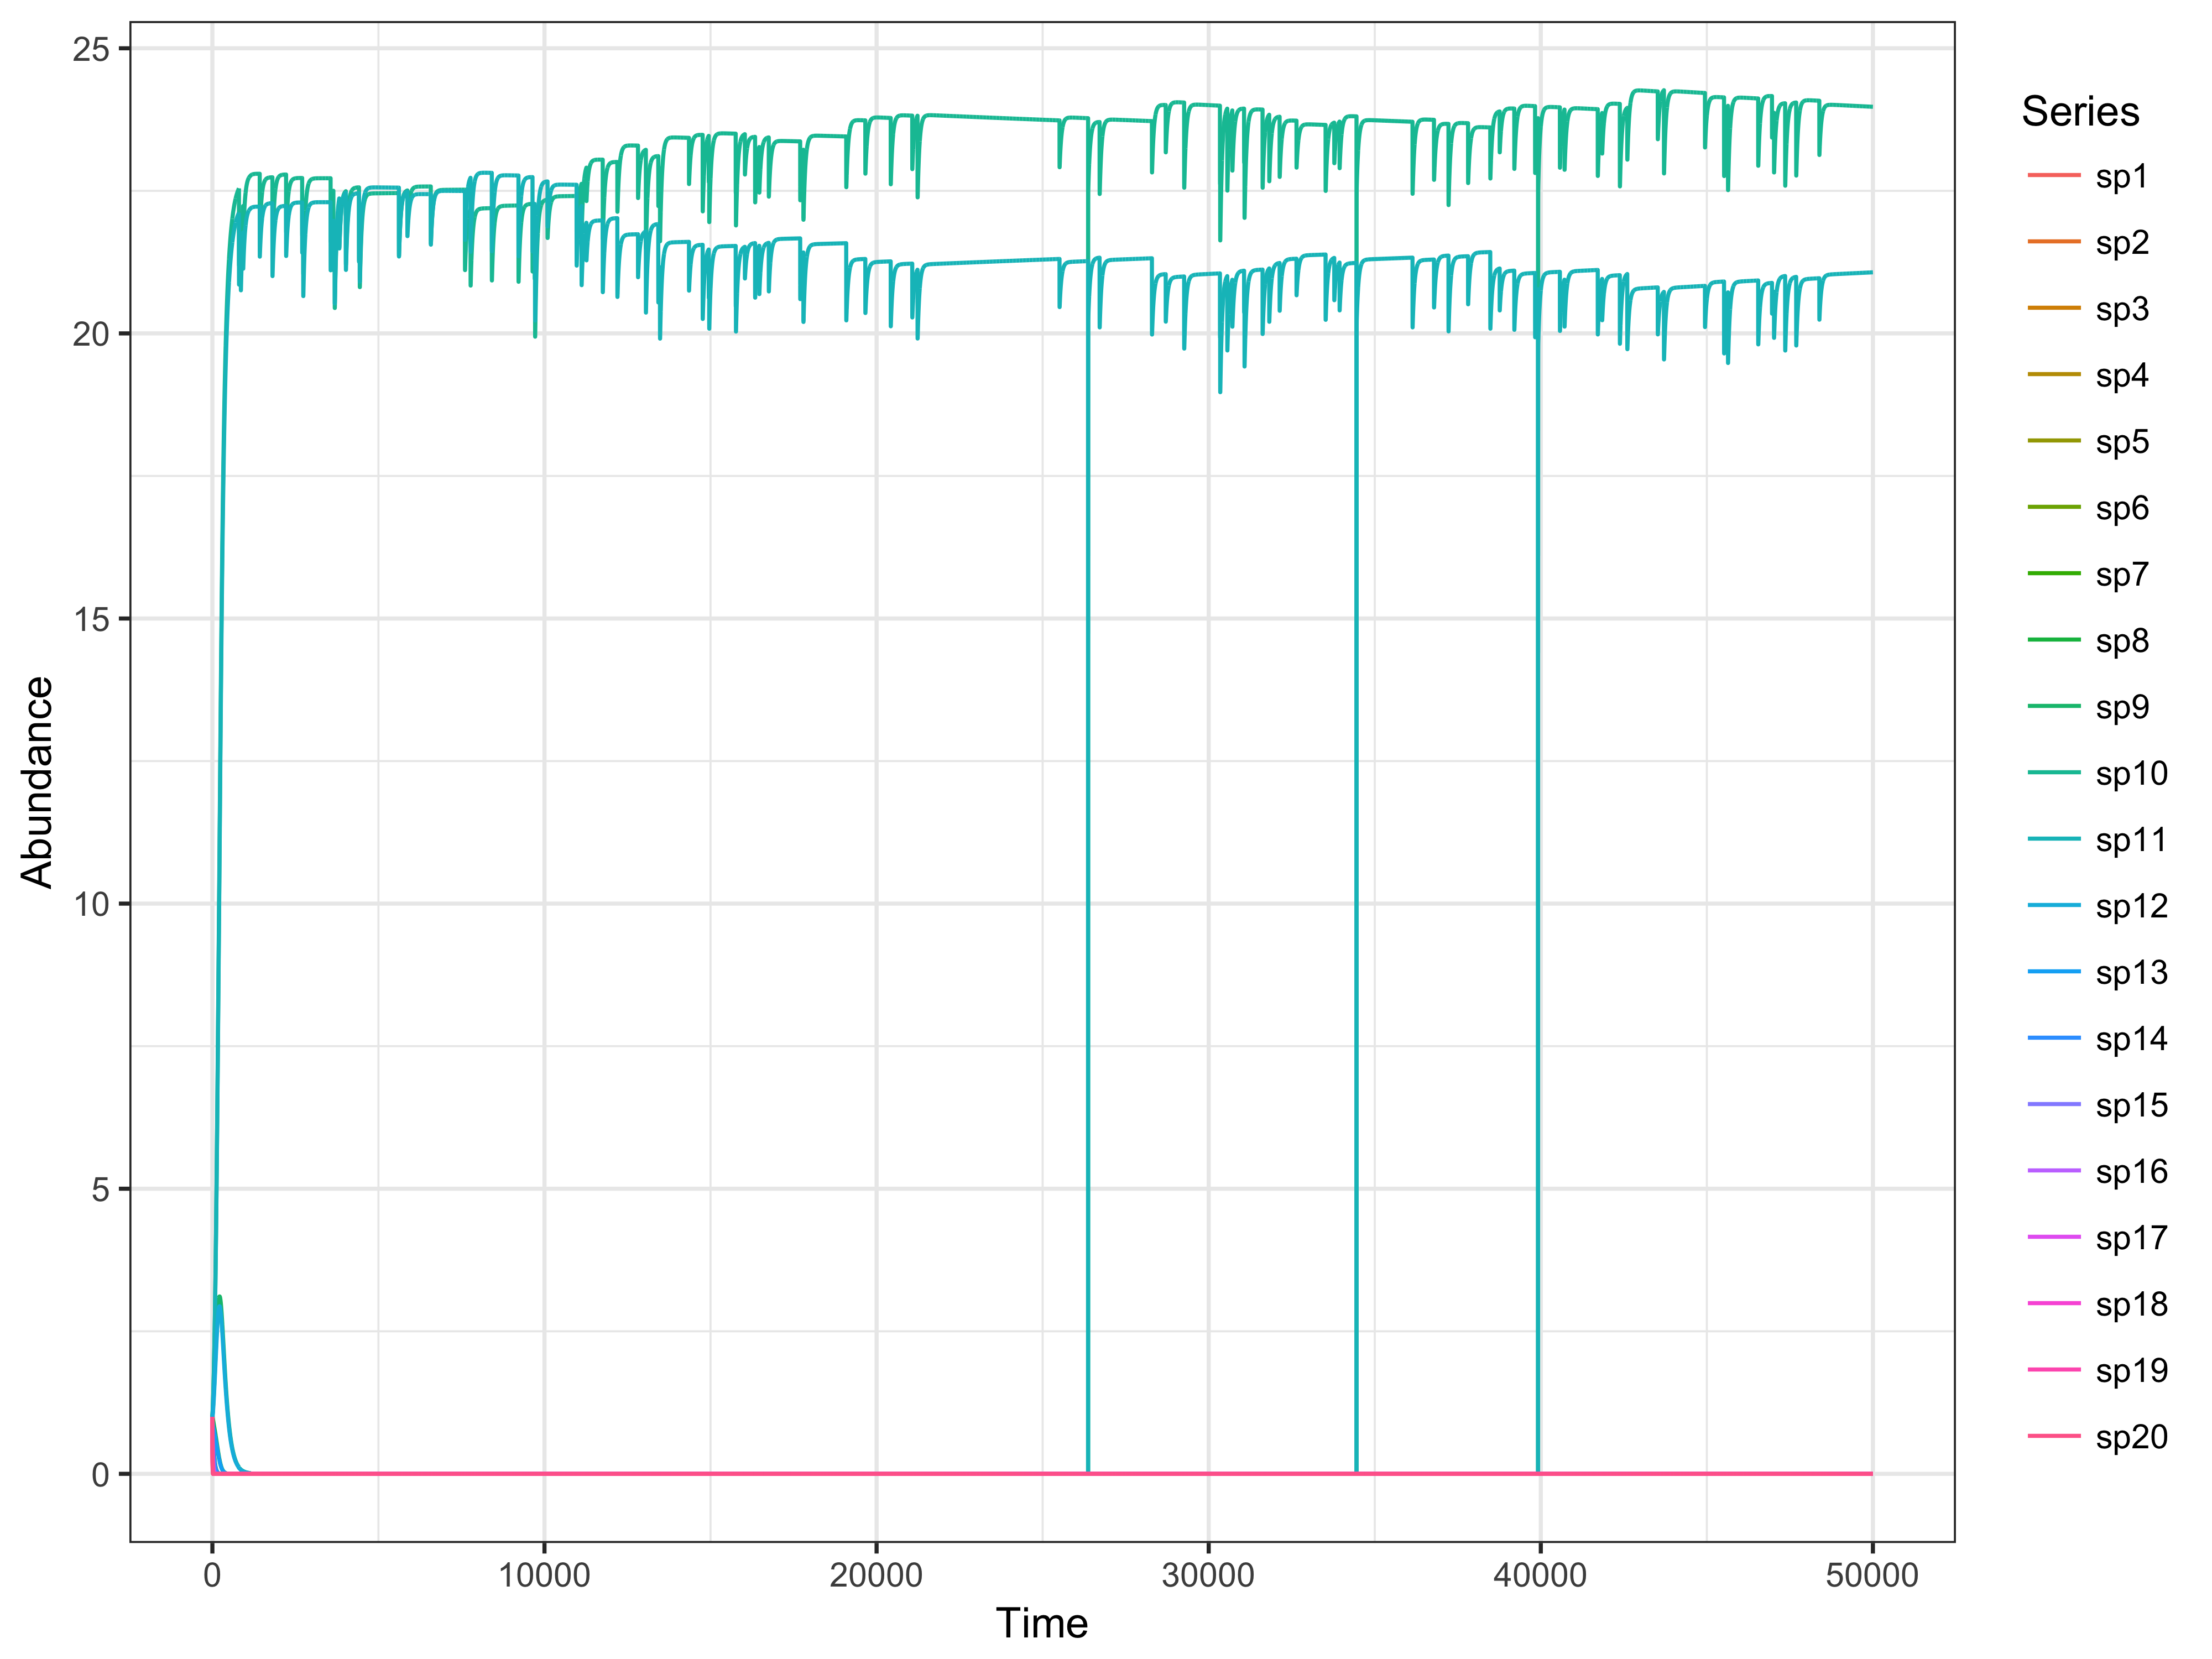 25
20
15
10
5
0
Abundance
0
10000
20000
30000
40000
50000
Time
Series
sp1
sp2
sp3
sp4
sp5
sp6
sp7
sp8
sp9
sp10
sp11
sp12
sp13
sp14
sp15
sp16
sp17
sp18
sp19
sp20